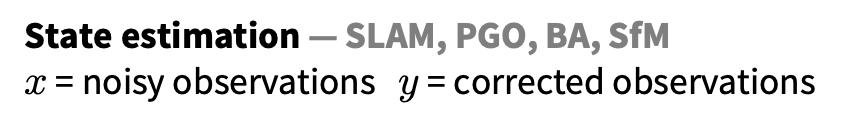 State estimation — SLAM, PGO, BA, SfM
x = noisy observations y = corrected observations